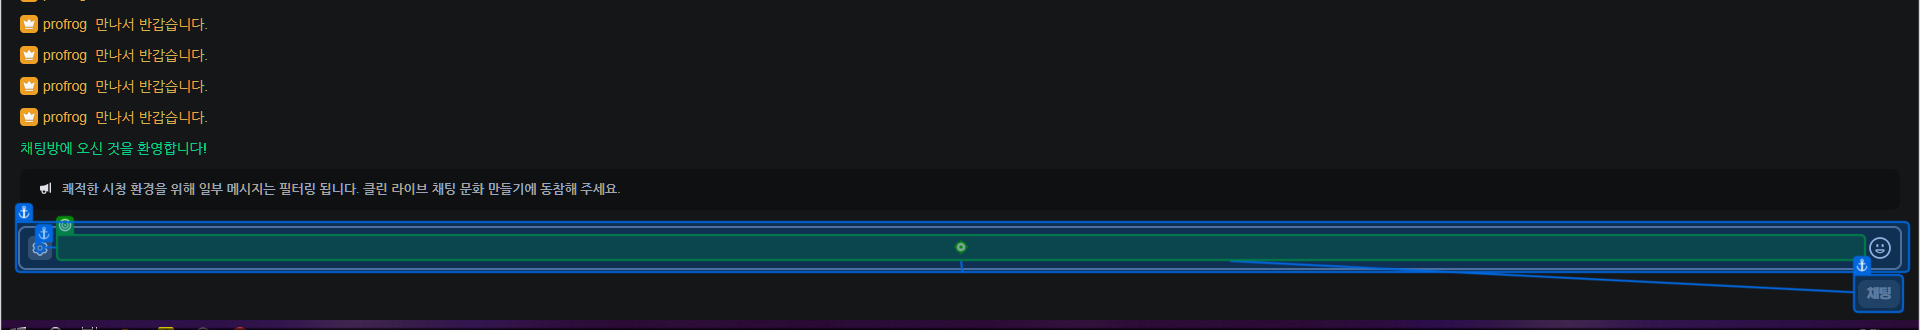 profrog 만나서 반갑습니다.
profrog 만나서 반갑습니다.
profrog 만나서 반갑습니다.
profrog 만나서 반갑습니다.
채팅방에 오신 것을 환영합니다!
쾌적한 시청 환경을 위해 일부 메시지는 필터링 됩니다. 클린 라이브 채팅 문화 만들기에 동참해 주세요.
채팅